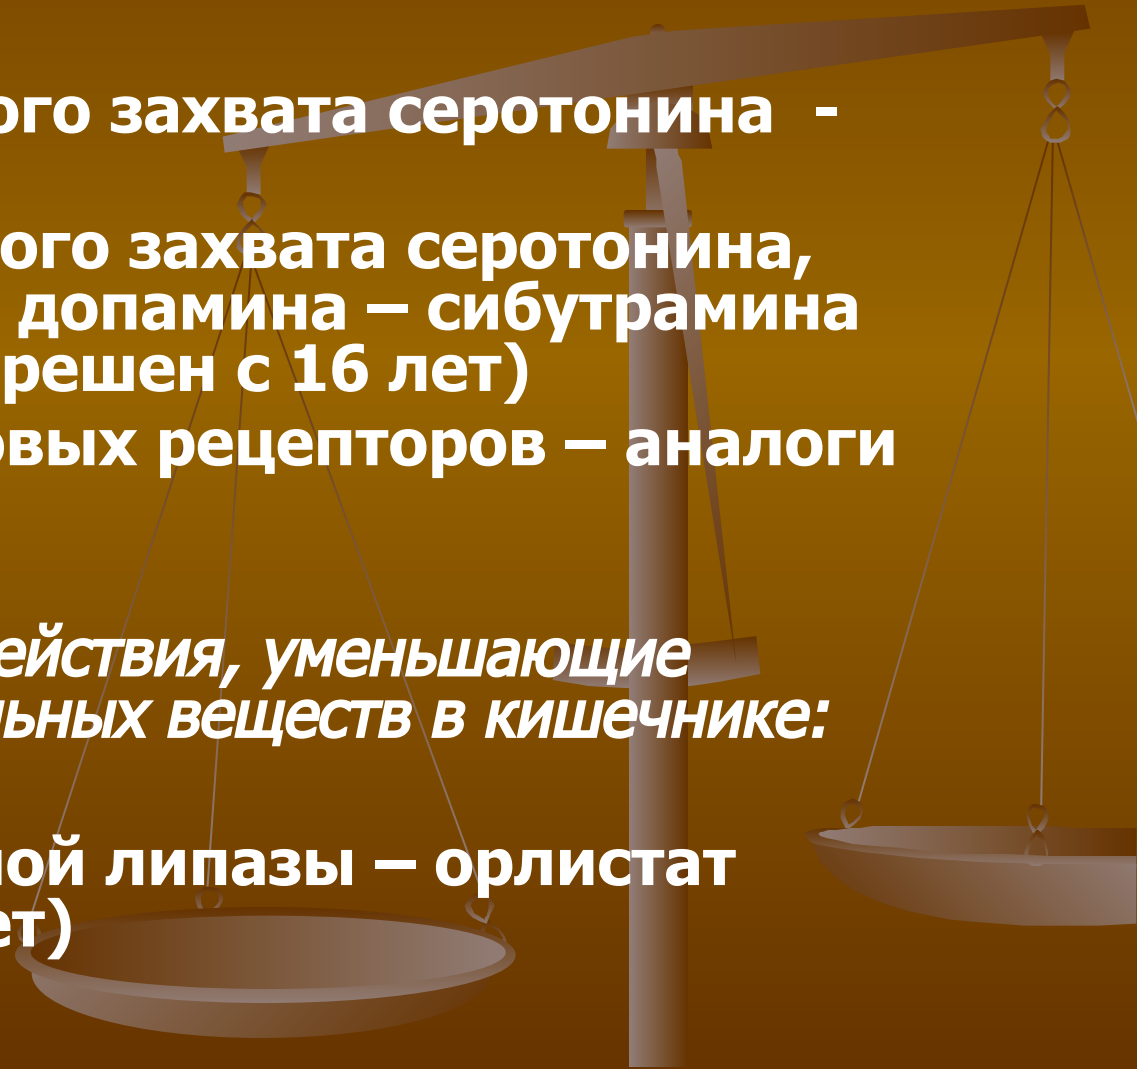 ого захвата серотонина -
ого захвата серотонина,
допамина – сибутрамина
решен с 16 лет)
овых рецепторов – аналоги
ействия, уменьшающие
льных веществ в кишечнике:
ной липазы – орлистат
ет)